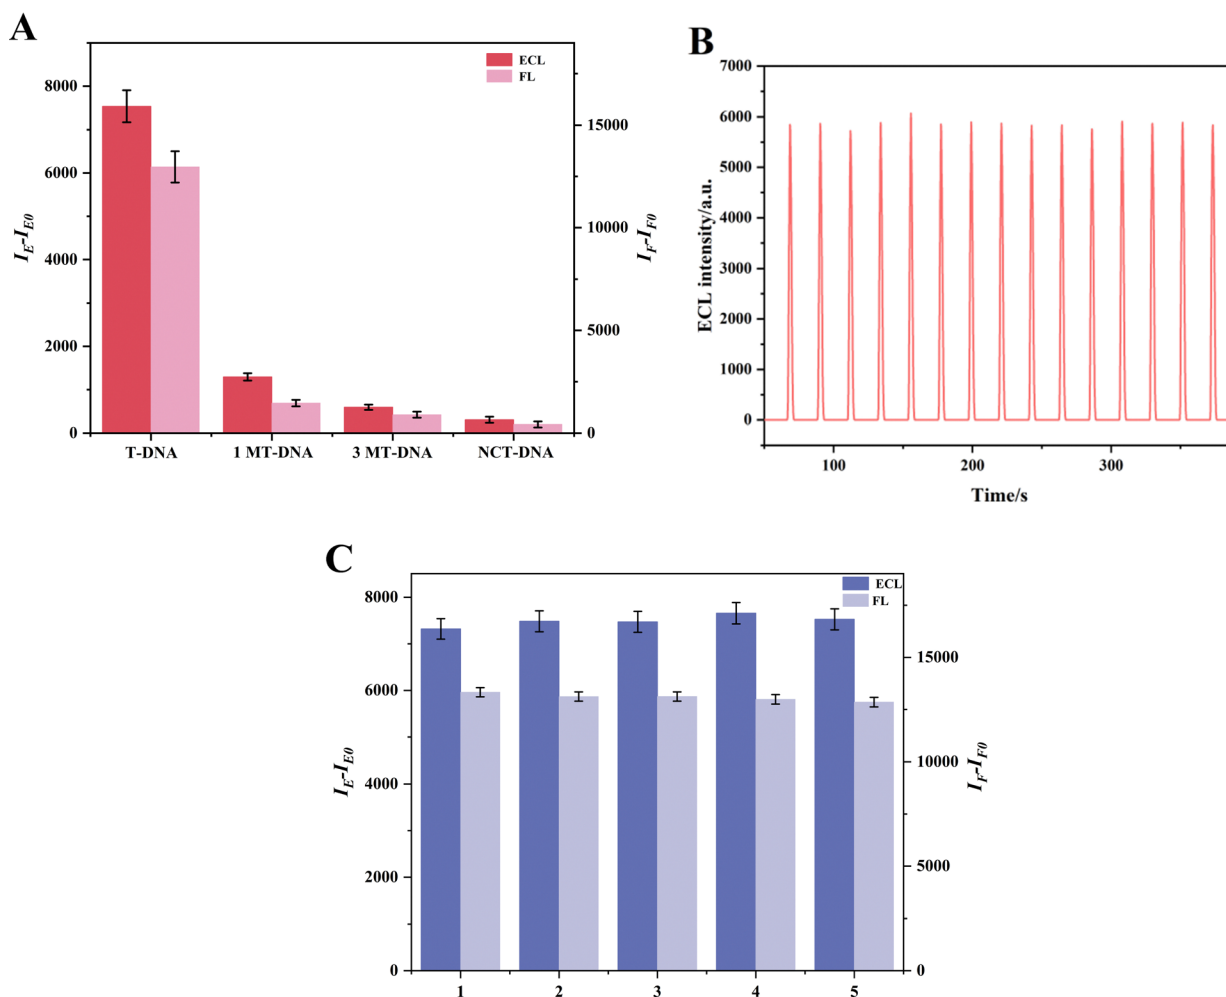 A
ECL
FL
8000
6000
4000
2000
0
I_E-I_E0
15000
10000
5000
0
I_F-I_F0
T-DNA
1 MT-DNA
3 MT-DNA
NCT-DNA
B
7000
6000
5000
4000
3000
2000
1000
0
ECL intensity/a.u.
100
200
300
Time/s
C
ECL
FL
8000
6000
4000
2000
0
I_E-I_E0
15000
10000
5000
0
I_F-I_F0
1
2
3
4
5